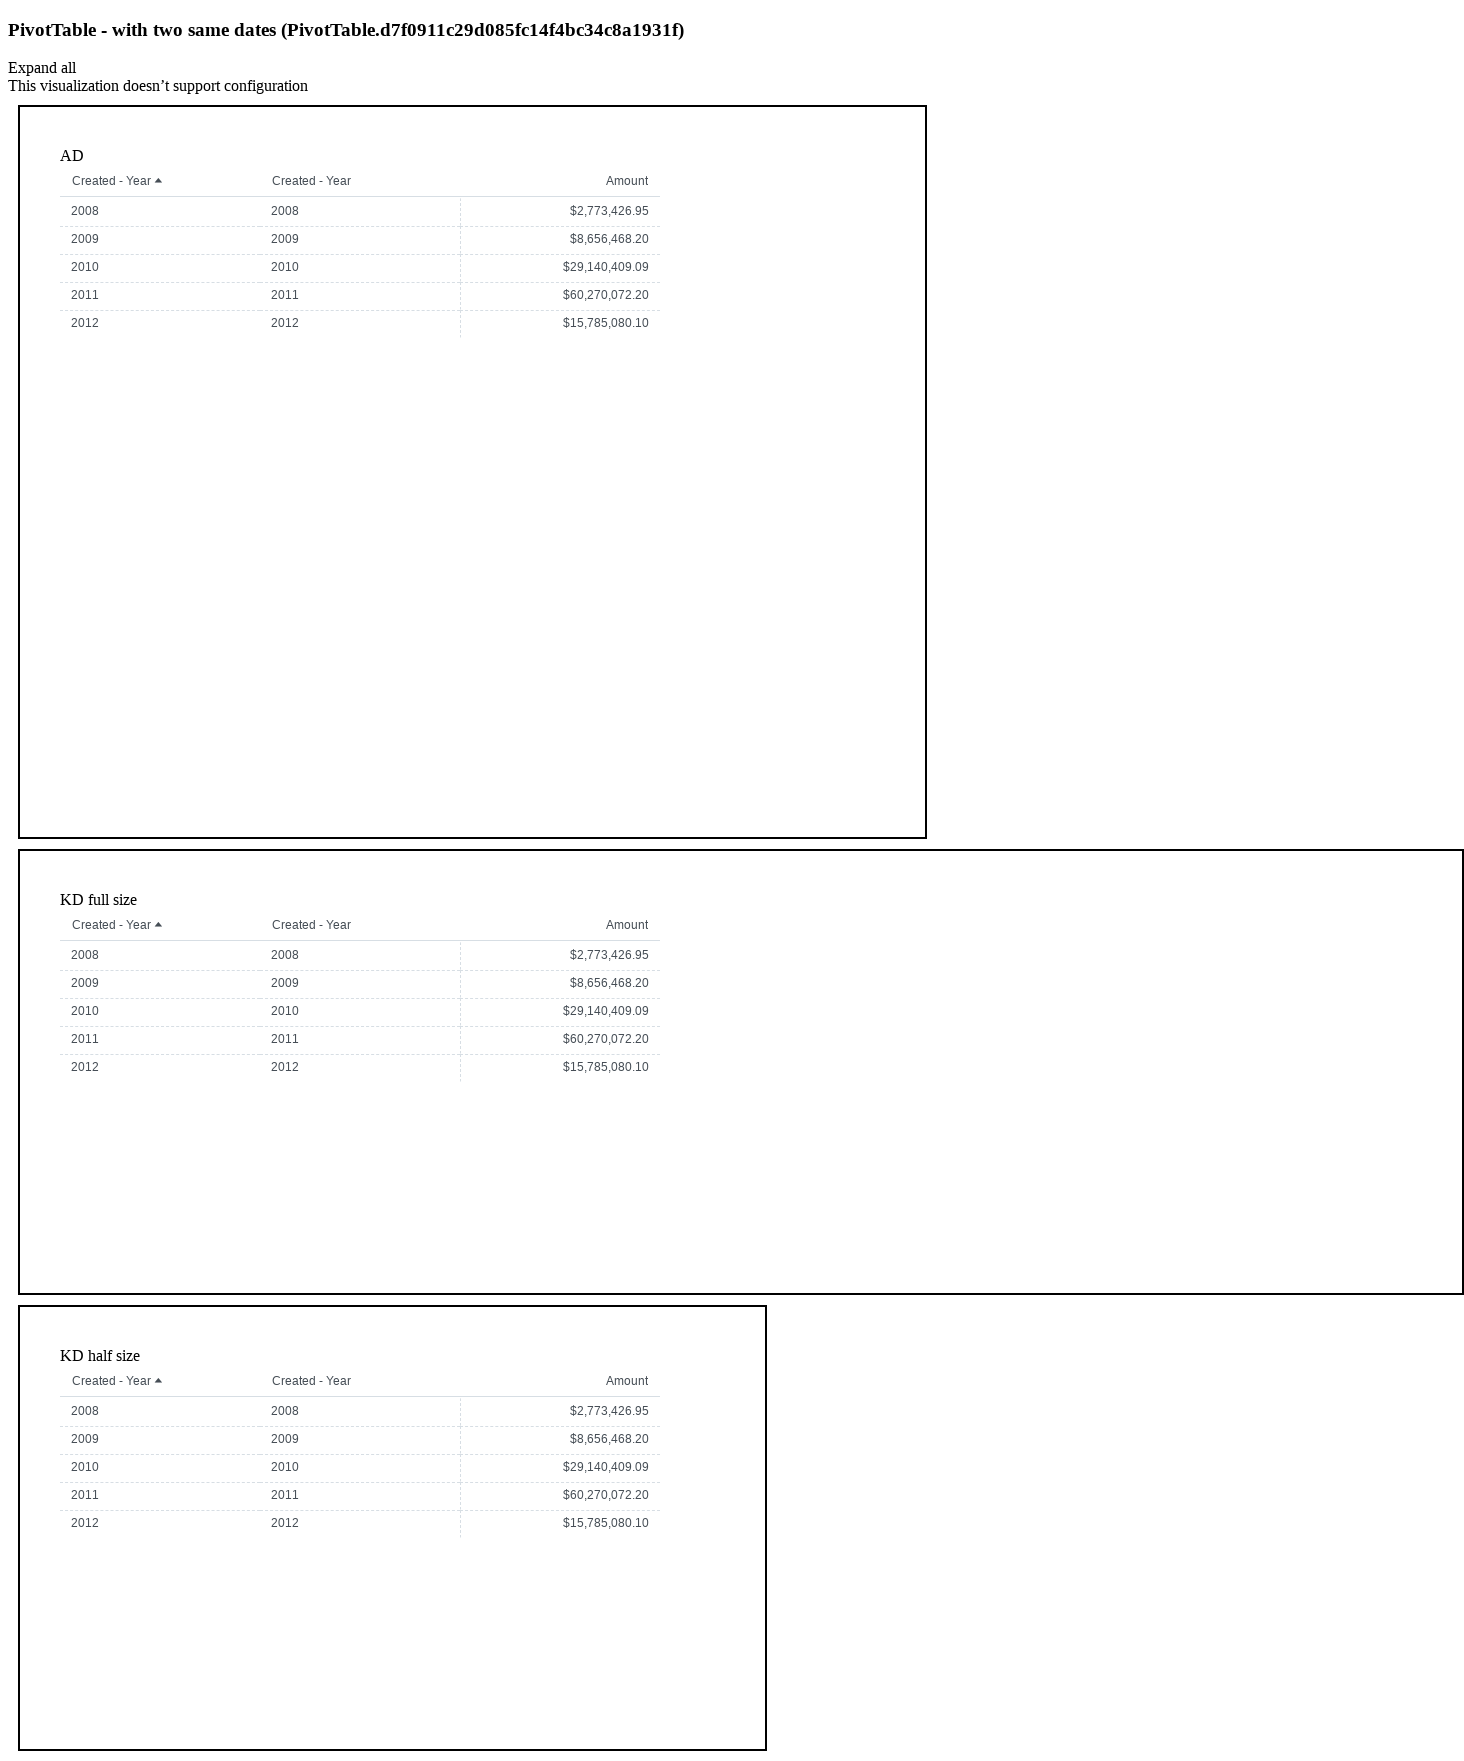 PivotTable - with two same dates (PivotTable.d7f0911c29d085fc14f4bc34c8a1931f)
Expand all
This visualization doesn’t support configuration
AD
Created - Year Created - Year Amount
2008 2008 $2,773,426.95
2009 2009 $8,656,468.20
2010 2010 $29,140,409.09
2011 2011 $60,270,072.20
2012 2012 $15,785,080.10
KD full size
Created - Year Created - Year Amount
2008 2008 $2,773,426.95
2009 2009 $8,656,468.20
2010 2010 $29,140,409.09
2011 2011 $60,270,072.20
2012 2012 $15,785,080.10
KD half size
Created - Year Created - Year Amount
2008 2008 $2,773,426.95
2009 2009 $8,656,468.20
2010 2010 $29,140,409.09
2011 2011 $60,270,072.20
2012 2012 $15,785,080.10